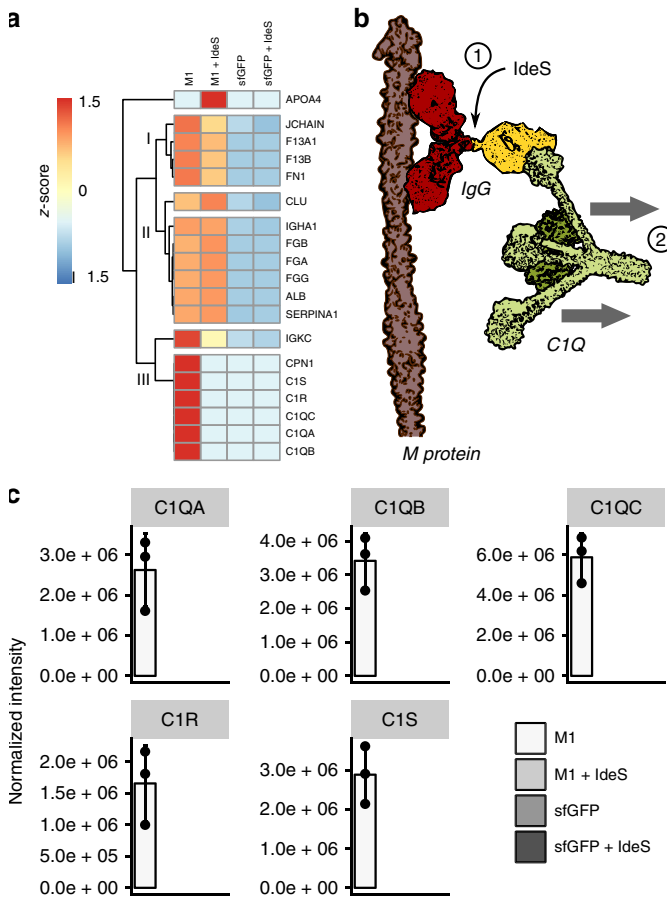 a
M1
M1 + IdeS
sfGFP
sfGFP + IdeS
1.5
0
1.5
z-score
I
II
III
APOA4
JCHAIN
F13A1
F13B
FN1
CLU
IGHA1
FGB
FGA
FGG
ALB
SERPINA1
IGKC
CPN1
C1S
C1R
C1QC
C1QA
C1QB
b
1
IdeS
IgG
2
C1Q
M protein
c
Normalized intensity
C1QA
3.0e + 06
2.0e + 06
1.0e + 06
0.0e + 00
C1QB
4.0e + 06
3.0e + 06
2.0e + 06
1.0e + 06
0.0e + 00
C1QC
6.0e + 06
4.0e + 06
2.0e + 06
0.0e + 00
C1R
2.0e + 06
1.5e + 06
1.0e + 06
5.0e + 05
0.0e + 00
C1S
3.0e + 06
2.0e + 06
1.0e + 06
0.0e + 00
M1
M1 + IdeS
sfGFP
sfGFP + IdeS